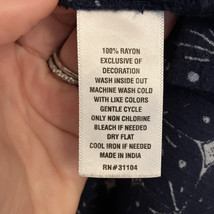 100% RAYON
EXCLUSIVE OF
DECORATION
WASH INSIDE OUT
MACHINE WASH COLD
WITH LIKE COLORS
GENTLE CYCLE
ONLY NON CHLORINE
BLEACH IF NEEDED
DRY FLAT
COOL IRON IF NEEDED
MADE IN INDIA
RN#31104